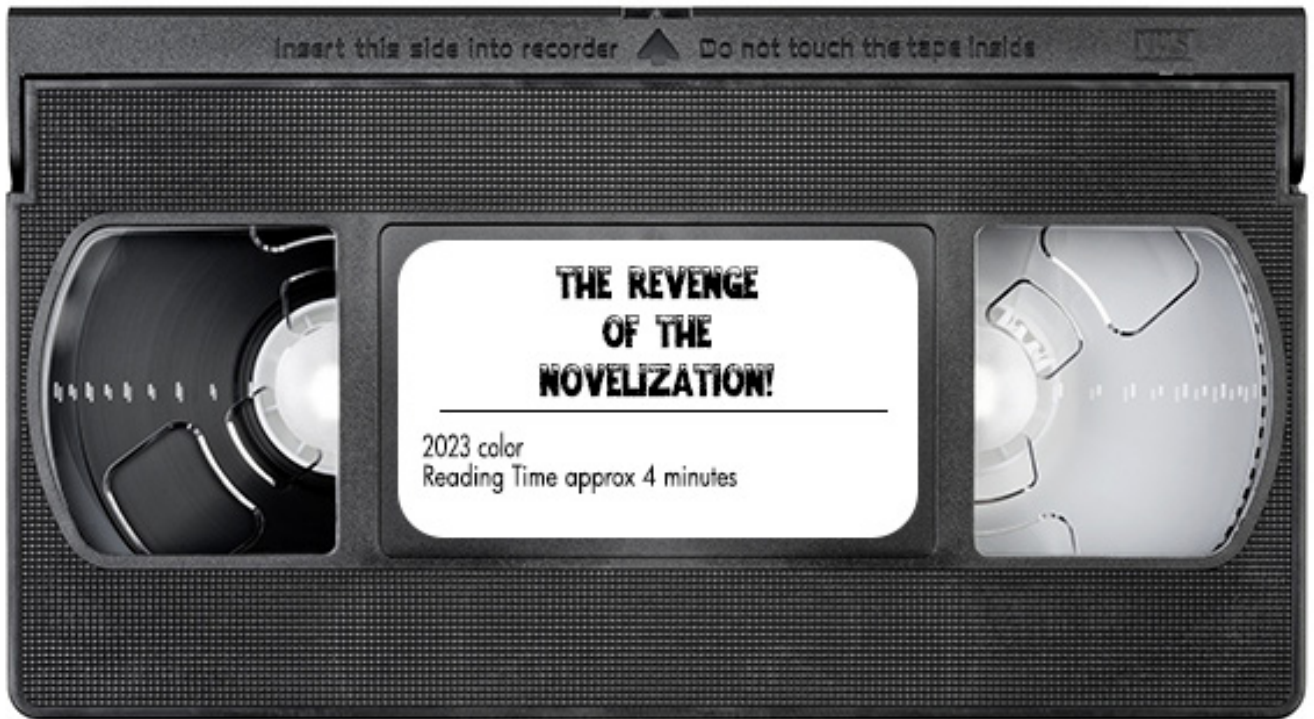 Insert this side into recorder Do not touch the tape inside VHS
THE REVENGE
OF THE
NOVELIZATION!
2023 color
Reading Time approx 4 minutes